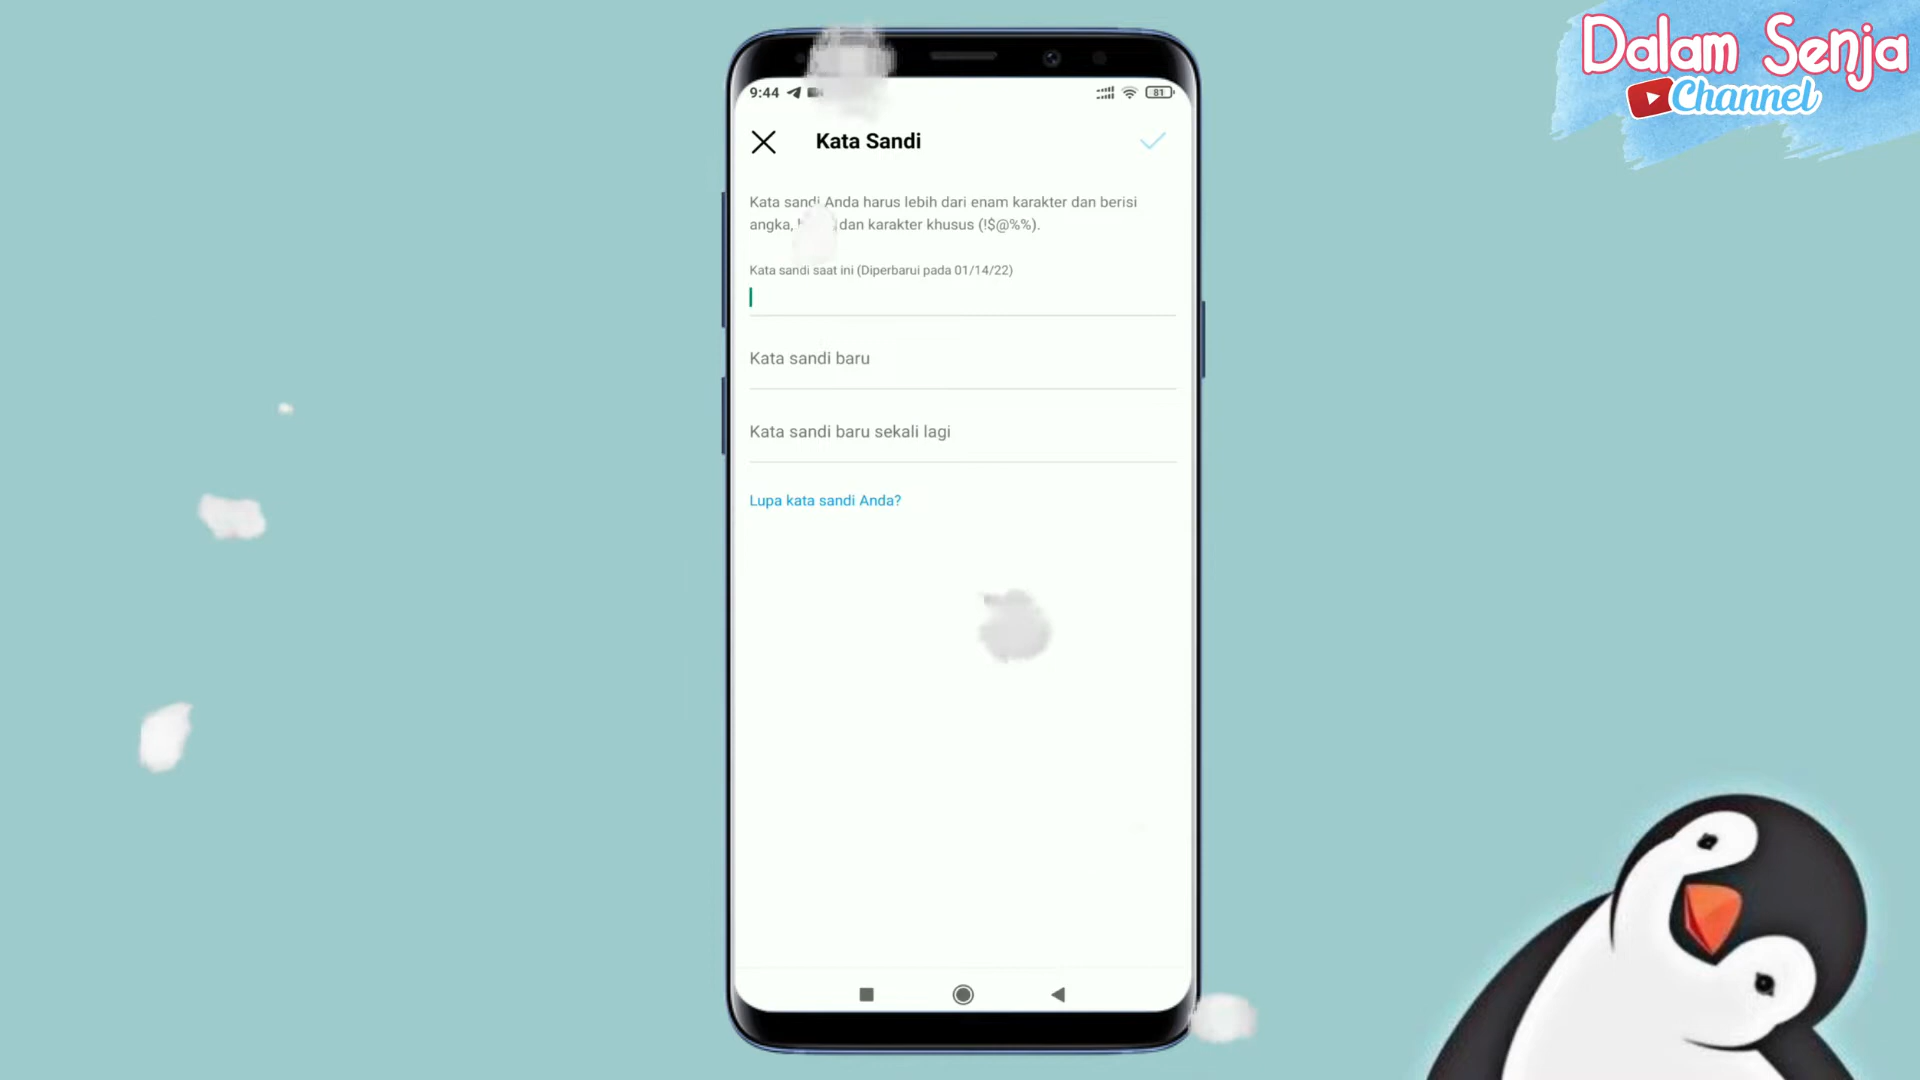 Dalam Senja
Channel
9:44
81
Kata Sandi
Kata sandi Anda harus lebih dari enam karakter dan berisi
angka, dan karakter khusus (!$@%%).
Kata sandi saat ini (Diperbarui pada 01/14/22)
Kata sandi baru
Kata sandi baru sekali lagi
Lupa kata sandi Anda?